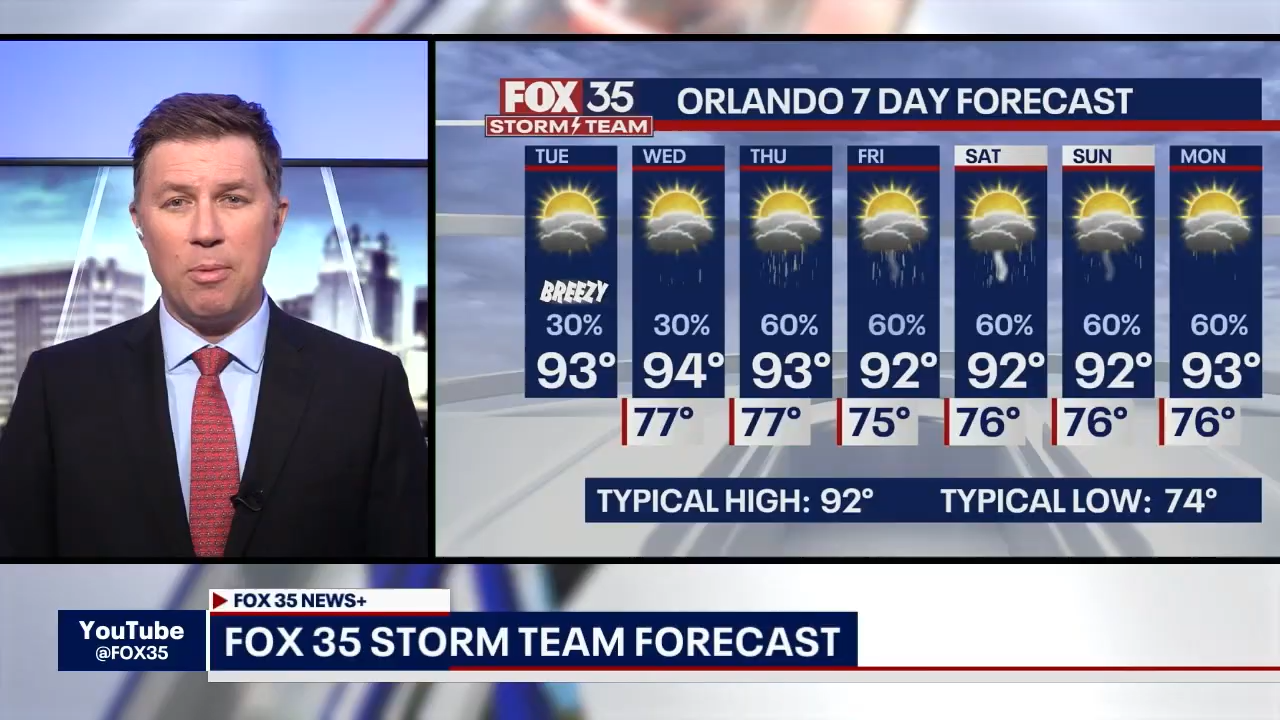 FOX 35
STORM TEAM
ORLANDO 7 DAY FORECAST
TUE WED THU FRI SAT SUN MON
BREEZY
30% 30% 60% 60% 60% 60% 60%
93° 94° 93° 92° 92° 92° 93°
77° 77° 75° 76° 76° 76°
TYPICAL HIGH: 92° TYPICAL LOW: 74°
FOX 35 NEWS+
YouTube
@FOX35
FOX 35 STORM TEAM FORECAST